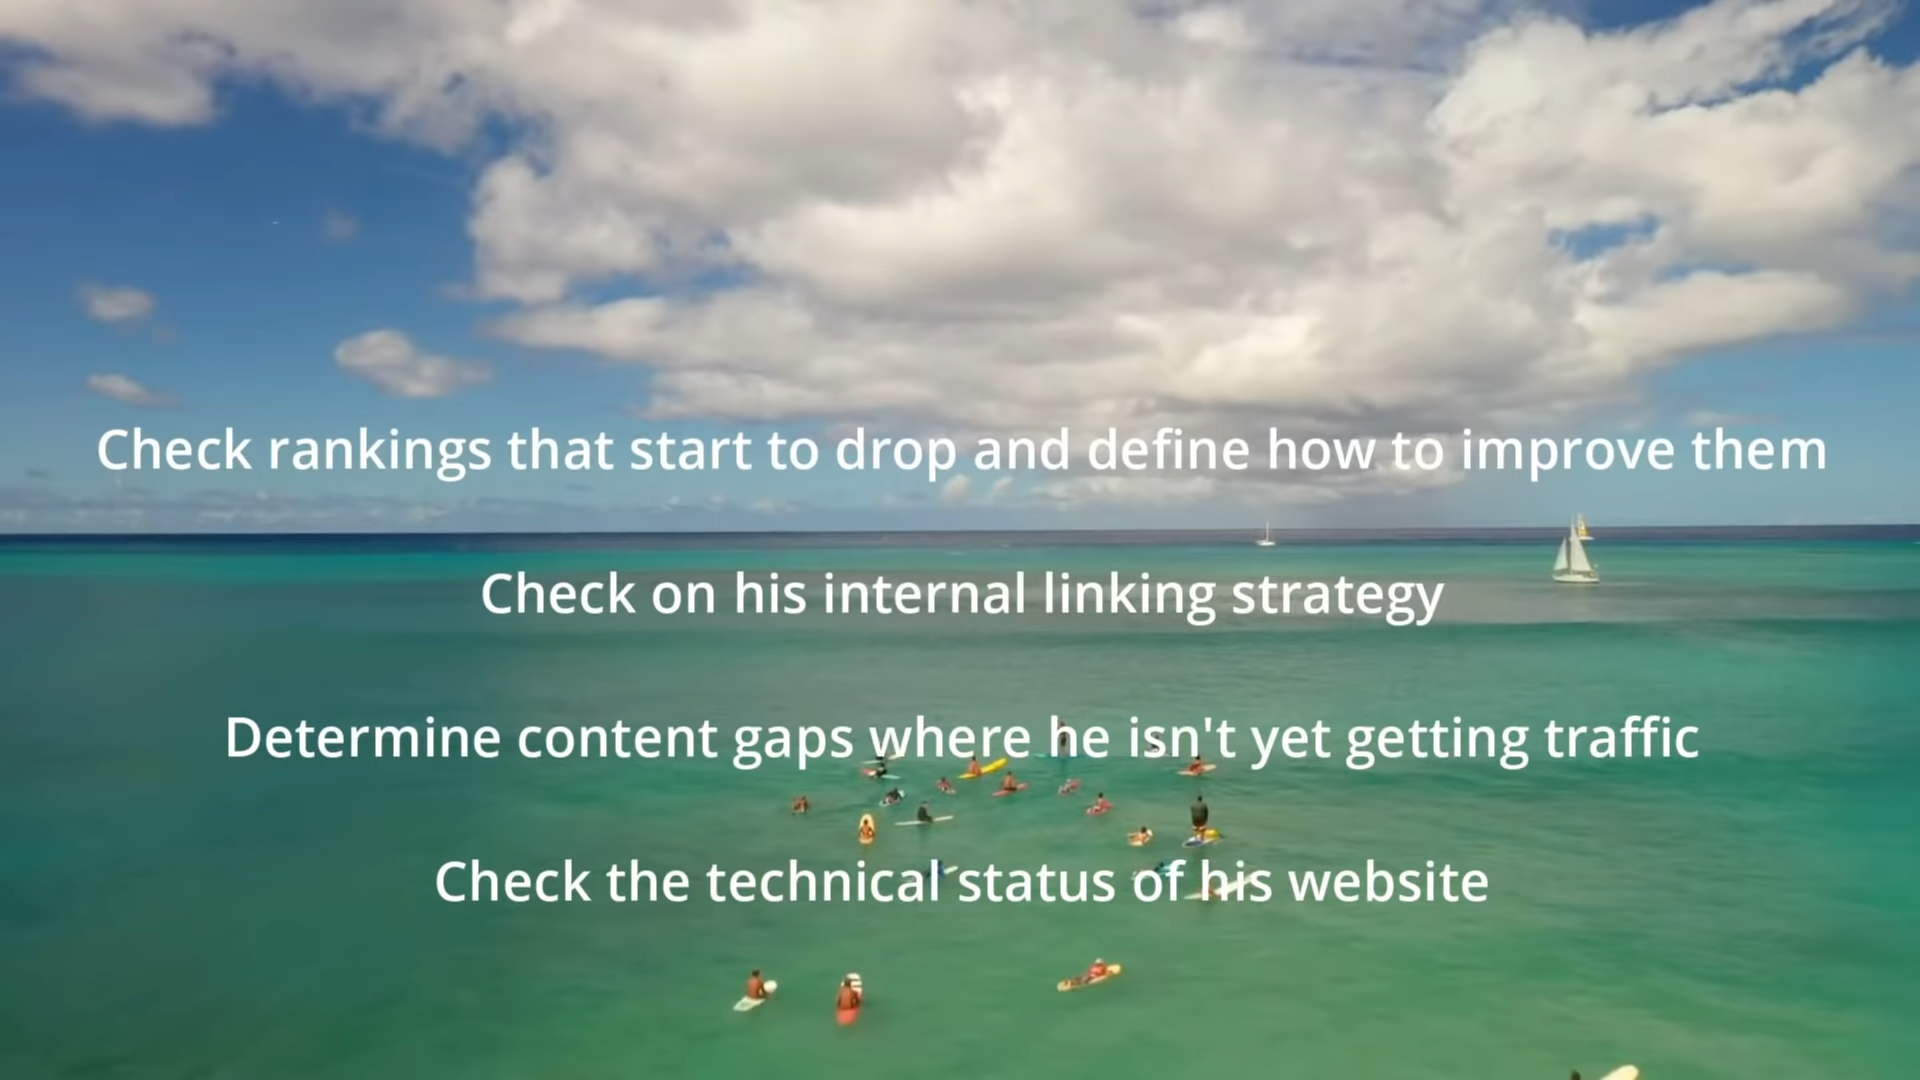 Check rankings that start to drop and define how to improve them
Check on his internal linking strategy
Determine content gaps where he isn't yet getting traffic
Check the technical status of his website